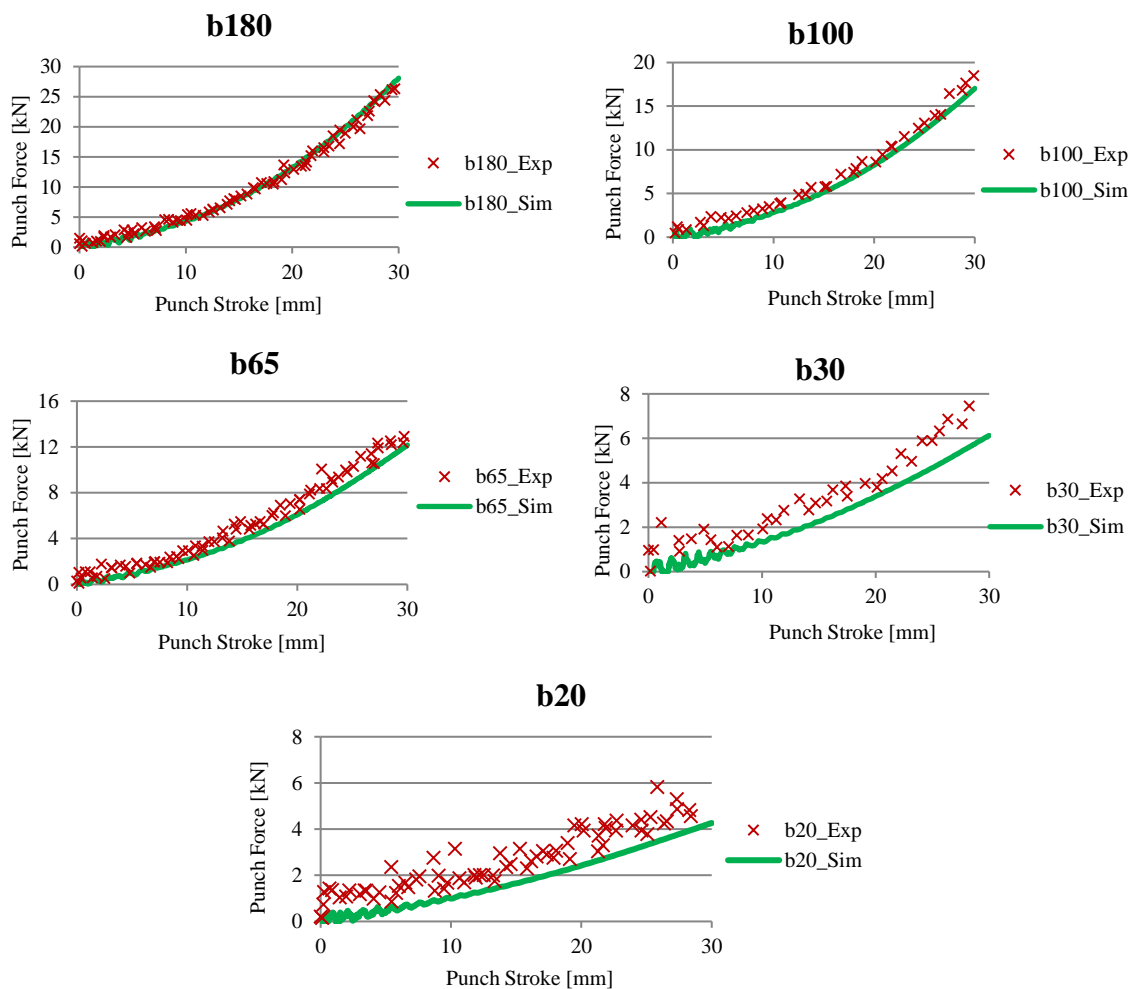 b180
30
25
20
15
10
5
0
0 10 20 30
Punch Force [kN]
Punch Stroke [mm]
b180_Exp
b180_Sim
b100
20
15
10
5
0
0 10 20 30
Punch Force [kN]
Punch Stroke [mm]
b100_Exp
b100_Sim
b65
16
12
8
4
0
0 10 20 30
Punch Force [kN]
Punch Stroke [mm]
b65_Exp
b65_Sim
b30
8
6
4
2
0
0 10 20 30
Punch Force [kN]
Punch Stroke [mm]
b30_Exp
b30_Sim
b20
8
6
4
2
0
0 10 20 30
Punch Force [kN]
Punch Stroke [mm]
b20_Exp
b20_Sim